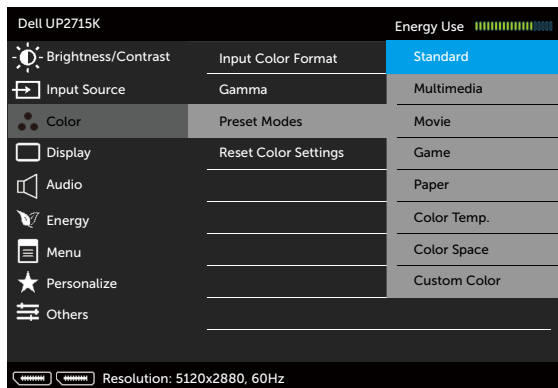 Dell UP2715K
Energy Use
Brightness/Contrast
Input Color Format
Standard
Input Source
Gamma
Multimedia
Color
Preset Modes
Movie
Display
Reset Color Settings
Game
Audio
Paper
Energy
Color Temp.
Menu
Color Space
Personalize
Custom Color
Others
Resolution: 5120x2880, 60Hz